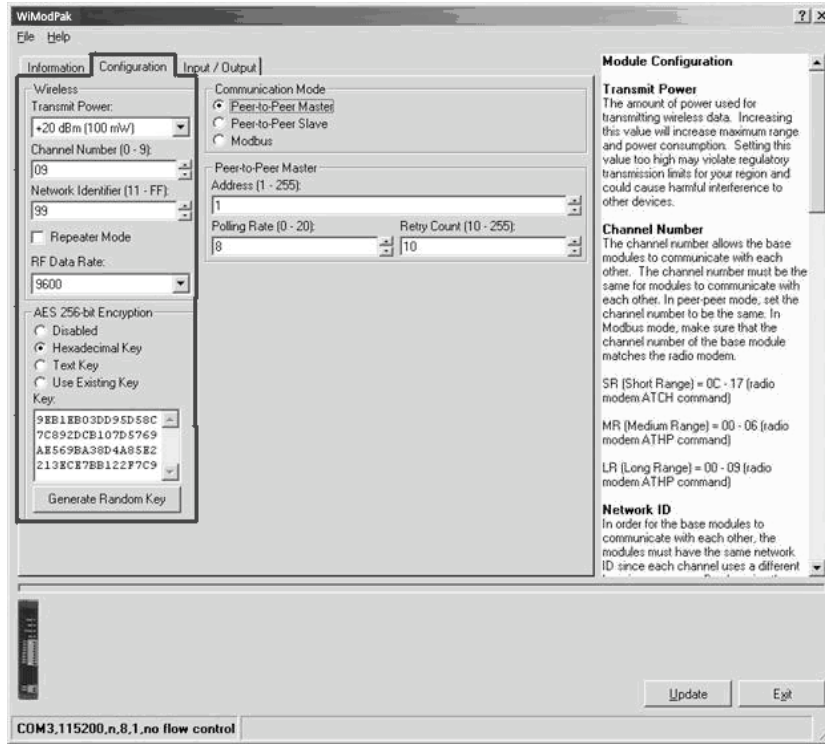 WiModPak
File Help
Information Configuration Input / Output
Wireless
Transmit Power:
+20 dBm (100 mW)
Channel Number (0 - 9):
09
Network Identifier (11 - FF):
99
Repeater Mode
RF Data Rate:
9600
AES 256-bit Encryption
Disabled
Hexadecimal Key
Text Key
Use Existing Key
Key:
9EB1EB03DD95D58C
7C892DCB107D5769
AE569BA38D4A85E2
213ECE7BB122F7C9
Generate Random Key
Communication Mode
Peer-to-Peer Master
Peer-to-Peer Slave
Modbus
Peer-to-Peer Master
Address (1 - 255):
1
Polling Rate (0 - 20): Retry Count (10 - 255):
8 10
Module Configuration
Transmit Power
The amount of power used for
transmitting wireless data. Increasing
this value will increase maximum range
and power consumption. Setting this
value too high may violate regulatory
transmission limits for your region and
could cause harmful interference to
other devices.
Channel Number
The channel number allows the base
modules to communicate with each
other. The channel number must be the
same for modules to communicate with
each other. In peer-peer mode, set the
channel number to be the same. In
Modbus mode, make sure that the
channel number of the base module
matches the radio modem.
SR (Short Range) = 0C - 17 (radio
modem ATCH command)
MR (Medium Range) = 00 - 06 (radio
modem ATHP command)
LR (Long Range) = 00 - 09 (radio
modem ATHP command)
Network ID
In order for the base modules to
communicate with each other, the
modules must have the same network
ID since each channel uses a different
Update Exit
COM3,115200,n,8,1,no flow control